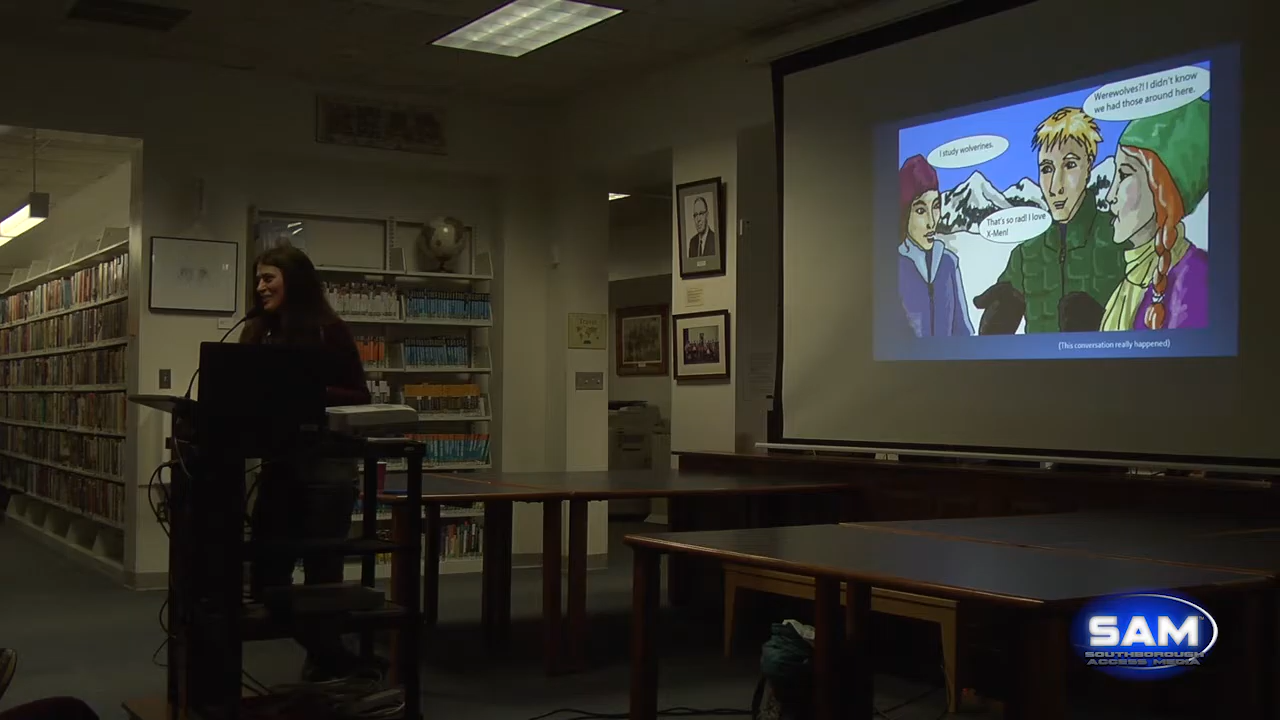 Werewolves?! I didn't know
we had those around here.
I study wolverines.
That's so rad! I love
X-Men!
(This conversation really happened)
Travel
SAM
SOUTHBOROUGH
ACCESS MEDIA